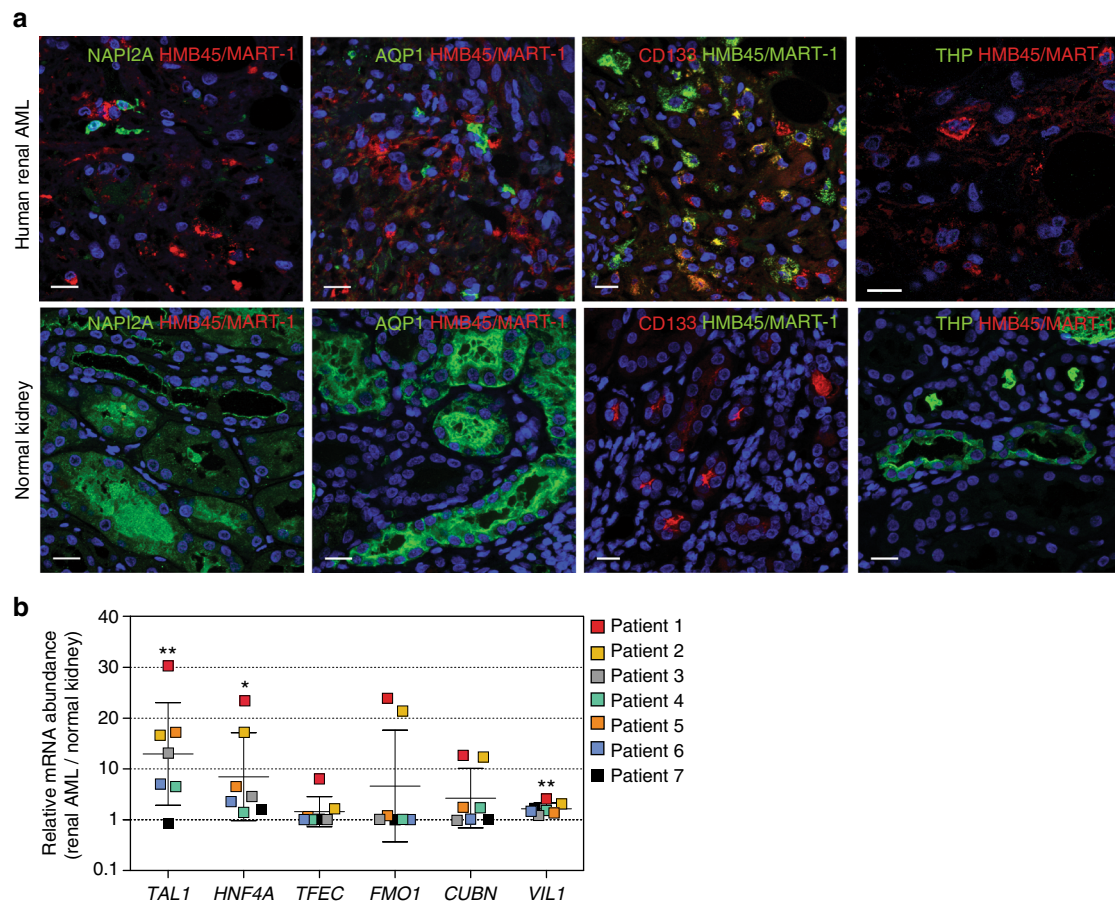 a
NAPI2A HMB45/MART-1
AQP1 HMB45/MART-1
CD133 HMB45/MART-1
THP HMB45/MART-1
Human renal AML
NAPI2A HMB45/MART-1
AQP1 HMB45/MART-1
CD133 HMB45/MART-1
THP HMB45/MART-1
Normal kidney
b
Relative mRNA abundance
(renal AML / normal kidney)
40
30
20
10
1
0.1
**
*
**
TAL1 HNF4A TFEC FMO1 CUBN VIL1
Patient 1
Patient 2
Patient 3
Patient 4
Patient 5
Patient 6
Patient 7